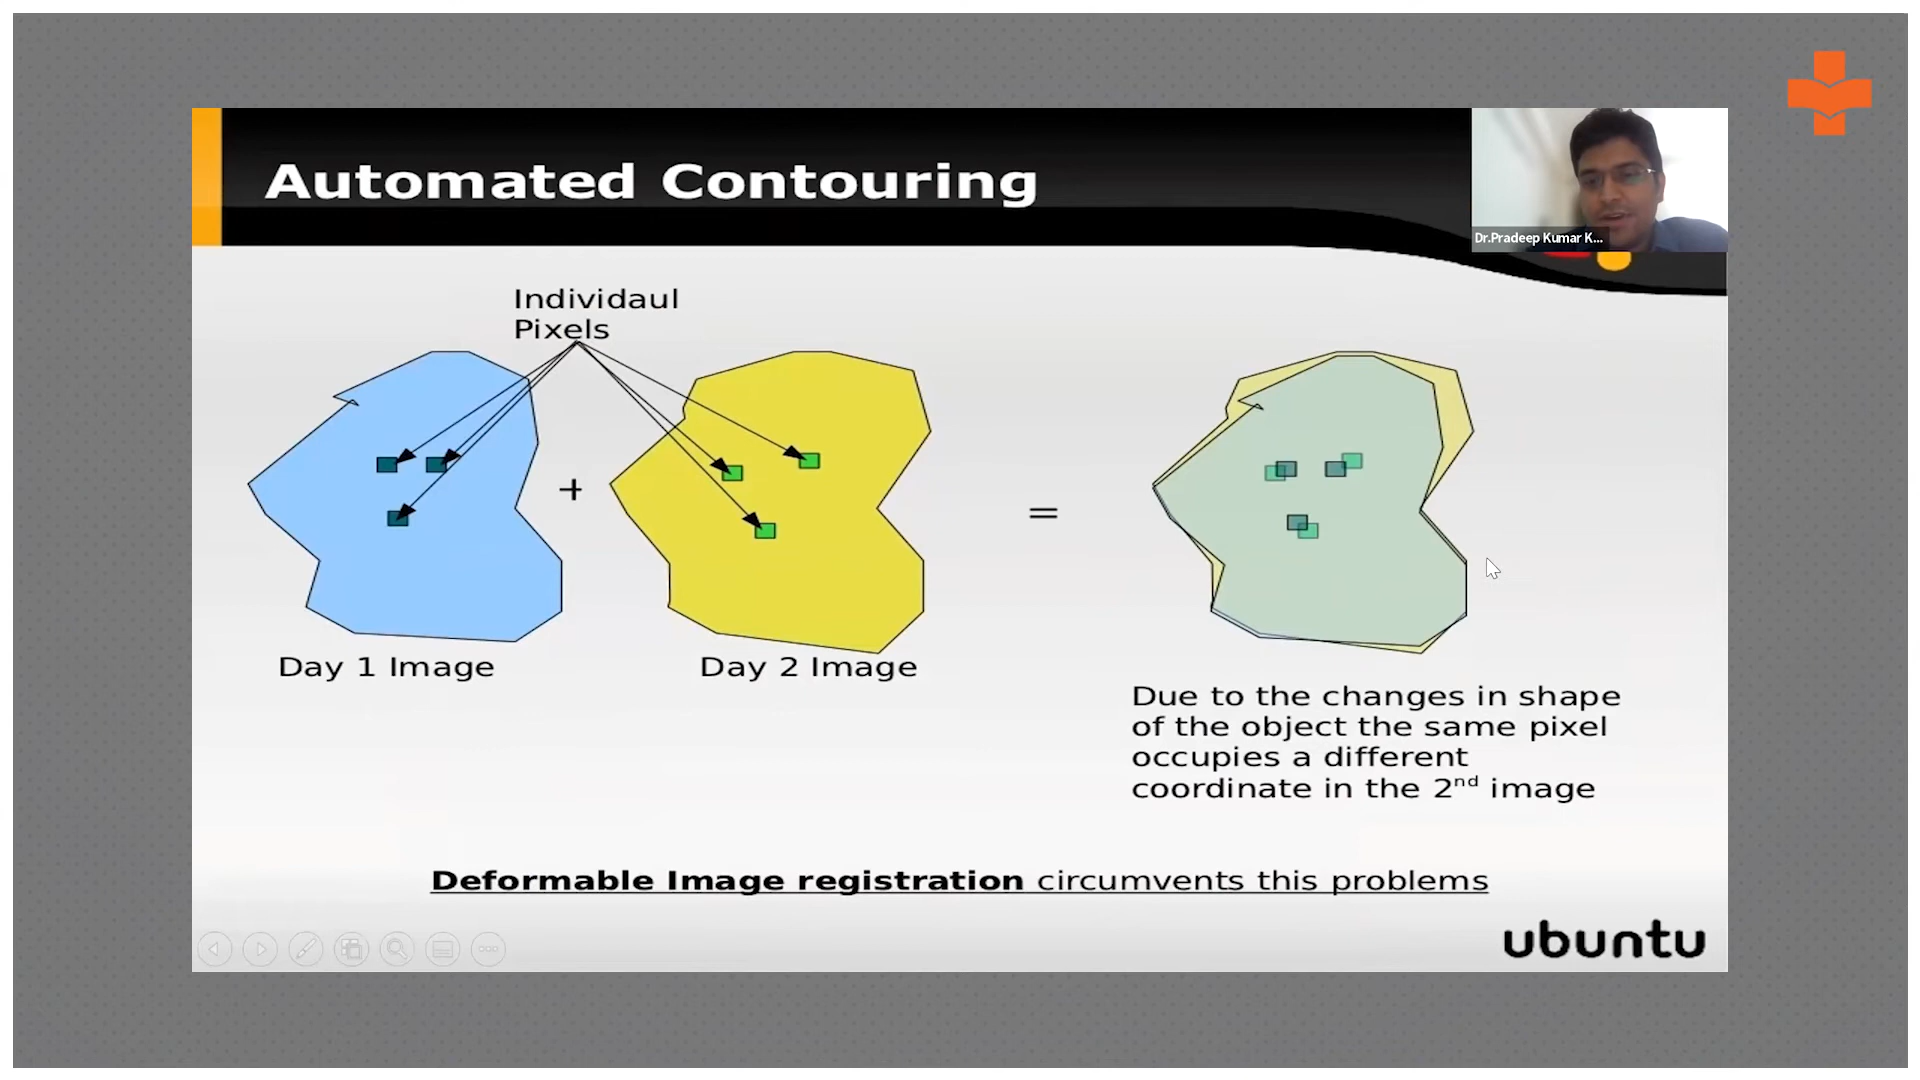 Automated Contouring
Dr.Pradeep Kumar K...
Individaul
Pixels
+
=
Day 1 Image
Day 2 Image
Due to the changes in shape
of the object the same pixel
occupies a different
coordinate in the 2nd image
Deformable Image registration circumvents this problems
ubuntu